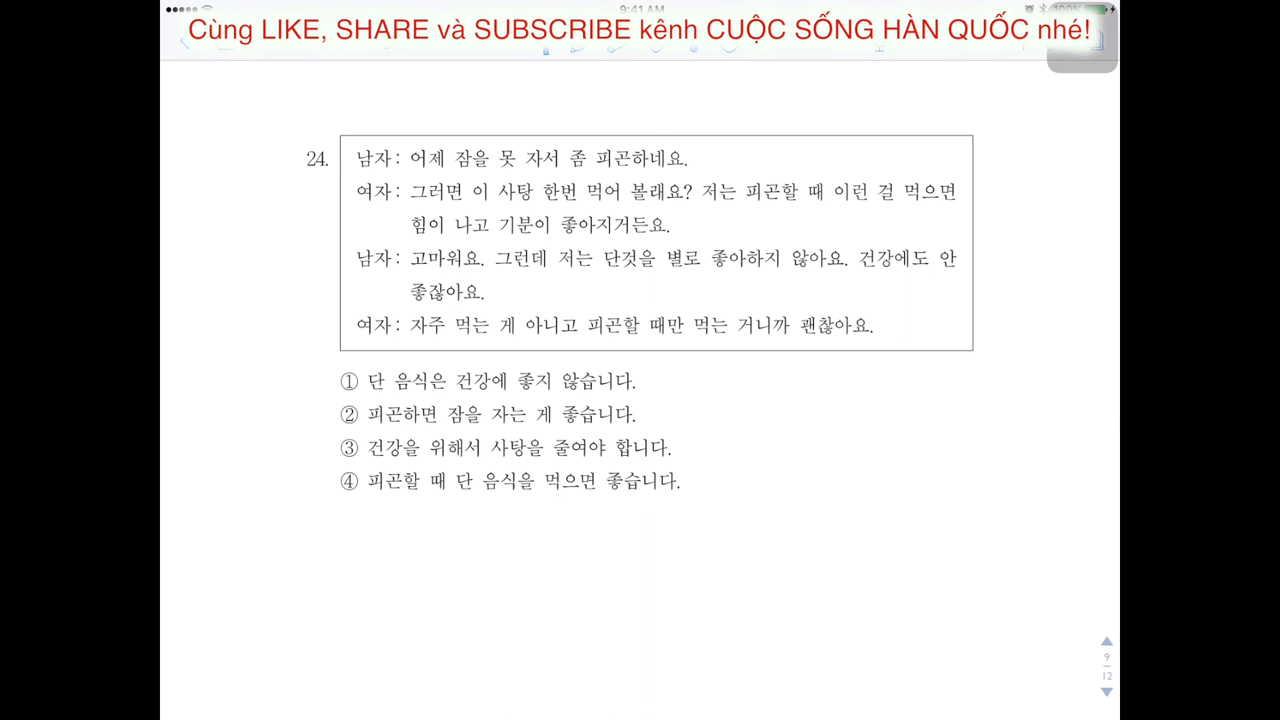 9:41 AM
100%
Cùng LIKE, SHARE và SUBSCRIBE kênh CUỘC SỐNG HÀN QUỐC nhé!
24.
남자: 어제 잠을 못 자서 좀 피곤하네요.
여자: 그러면 이 사탕 한번 먹어 볼래요? 저는 피곤할 때 이런 걸 먹으면
힘이 나고 기분이 좋아지거든요.
남자: 고마워요. 그런데 저는 단것을 별로 좋아하지 않아요. 건강에도 안
좋잖아요.
여자: 자주 먹는 게 아니고 피곤할 때만 먹는 거니까 괜찮아요.
① 단 음식은 건강에 좋지 않습니다.
② 피곤하면 잠을 자는 게 좋습니다.
③ 건강을 위해서 사탕을 줄여야 합니다.
④ 피곤할 때 단 음식을 먹으면 좋습니다.
9
12